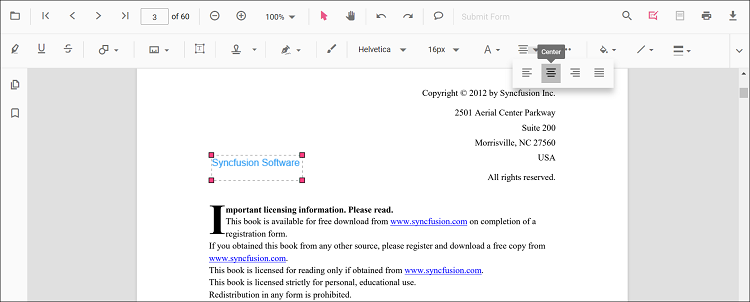 3 of 60 100% Submit Form
Helvetica 16px A
Center
Copyright © 2012 by Syncfusion Inc.
2501 Aerial Center Parkway
Suite 200
Morrisville, NC 27560
USA
All rights reserved.
Syncfusion Software
Important licensing information. Please read.
This book is available for free download from www.syncfusion.com on completion of a
registration form.
If you obtained this book from any other source, please register and download a free copy from
www.syncfusion.com.
This book is licensed for reading only if obtained from www.syncfusion.com.
This book is licensed strictly for personal, educational use.
Redistribution in any form is prohibited.